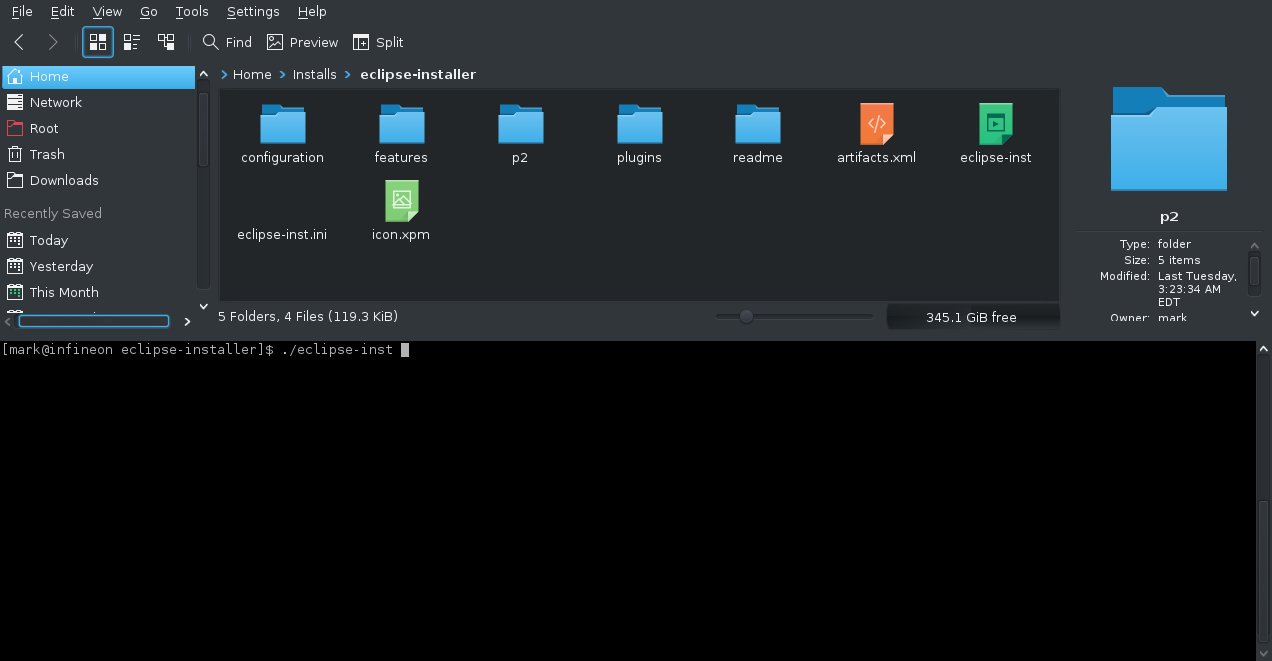 File Edit View Go Tools Settings Help
Find Preview Split
Home
Network
Root
Trash
Downloads
Recently Saved
Today
Yesterday
This Month
Home Installs eclipse-installer
configuration features p2 plugins readme artifacts.xml eclipse-inst
eclipse-inst.ini icon.xpm
5 Folders, 4 Files (119.3 KiB) 345.1 GiB free
p2
Type: folder
Size: 5 items
Modified: Last Tuesday,
3:23:34 AM
EDT
Owner: mark
[mark@infineon eclipse-installer]$ ./eclipse-inst